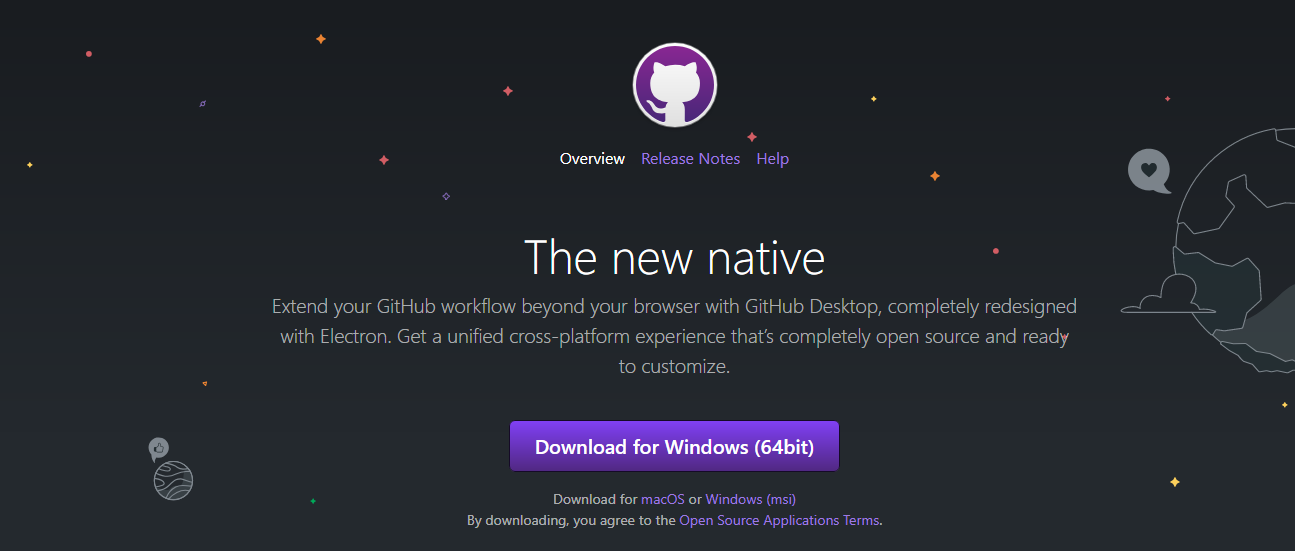 Overview Release Notes Help
The new native
Extend your GitHub workflow beyond your browser with GitHub Desktop, completely redesigned
with Electron. Get a unified cross-platform experience that’s completely open source and ready
to customize.
Download for Windows (64bit)
Download for macOS or Windows (msi)
By downloading, you agree to the Open Source Applications Terms.